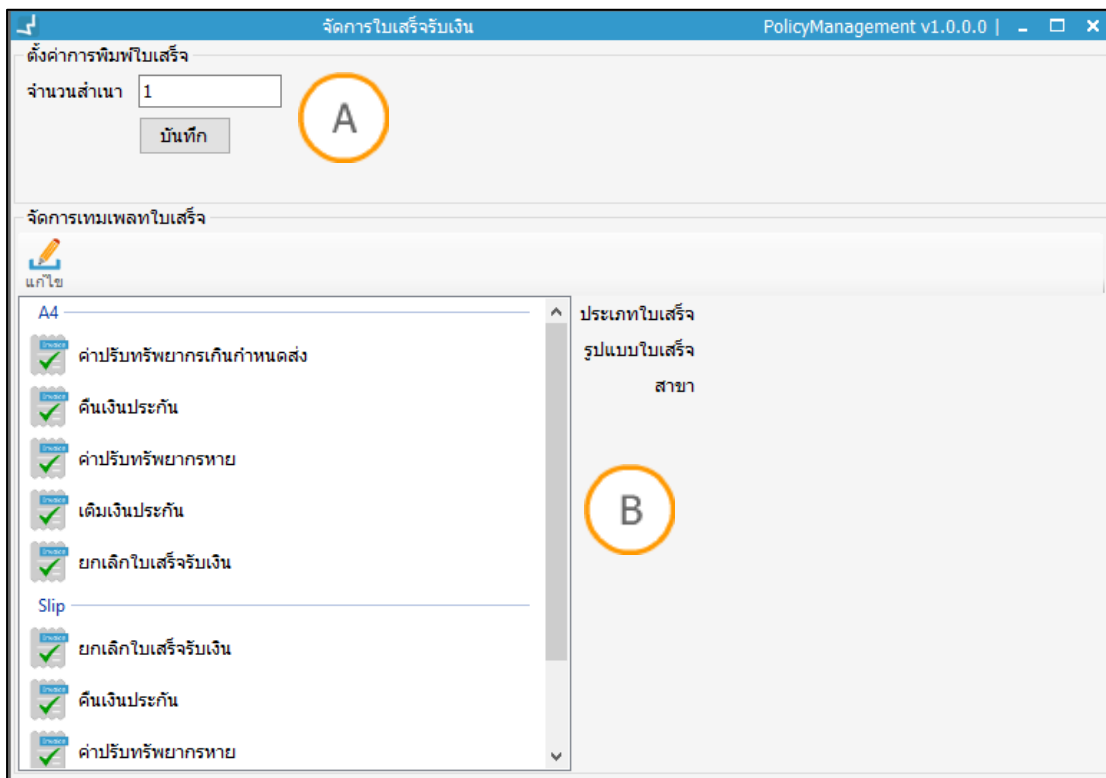 จัดการใบเสร็จรับเงิน PolicyManagement v1.0.0.0 |
ตั้งค่าการพิมพ์ใบเสร็จ
จำนวนสำเนา 1
บันทึก
A
จัดการเทมเพลทใบเสร็จ
แก้ไข
A4
ประเภทใบเสร็จ
Invoice
ค่าปรับทรัพยากรเกินกำหนดส่ง
รูปแบบใบเสร็จ
สาขา
Invoice
คืนเงินประกัน
Invoice
ค่าปรับทรัพยากรหาย
Invoice
เติมเงินประกัน
B
Invoice
ยกเลิกใบเสร็จรับเงิน
Slip
Invoice
ยกเลิกใบเสร็จรับเงิน
Invoice
คืนเงินประกัน
Invoice
ค่าปรับทรัพยากรหาย